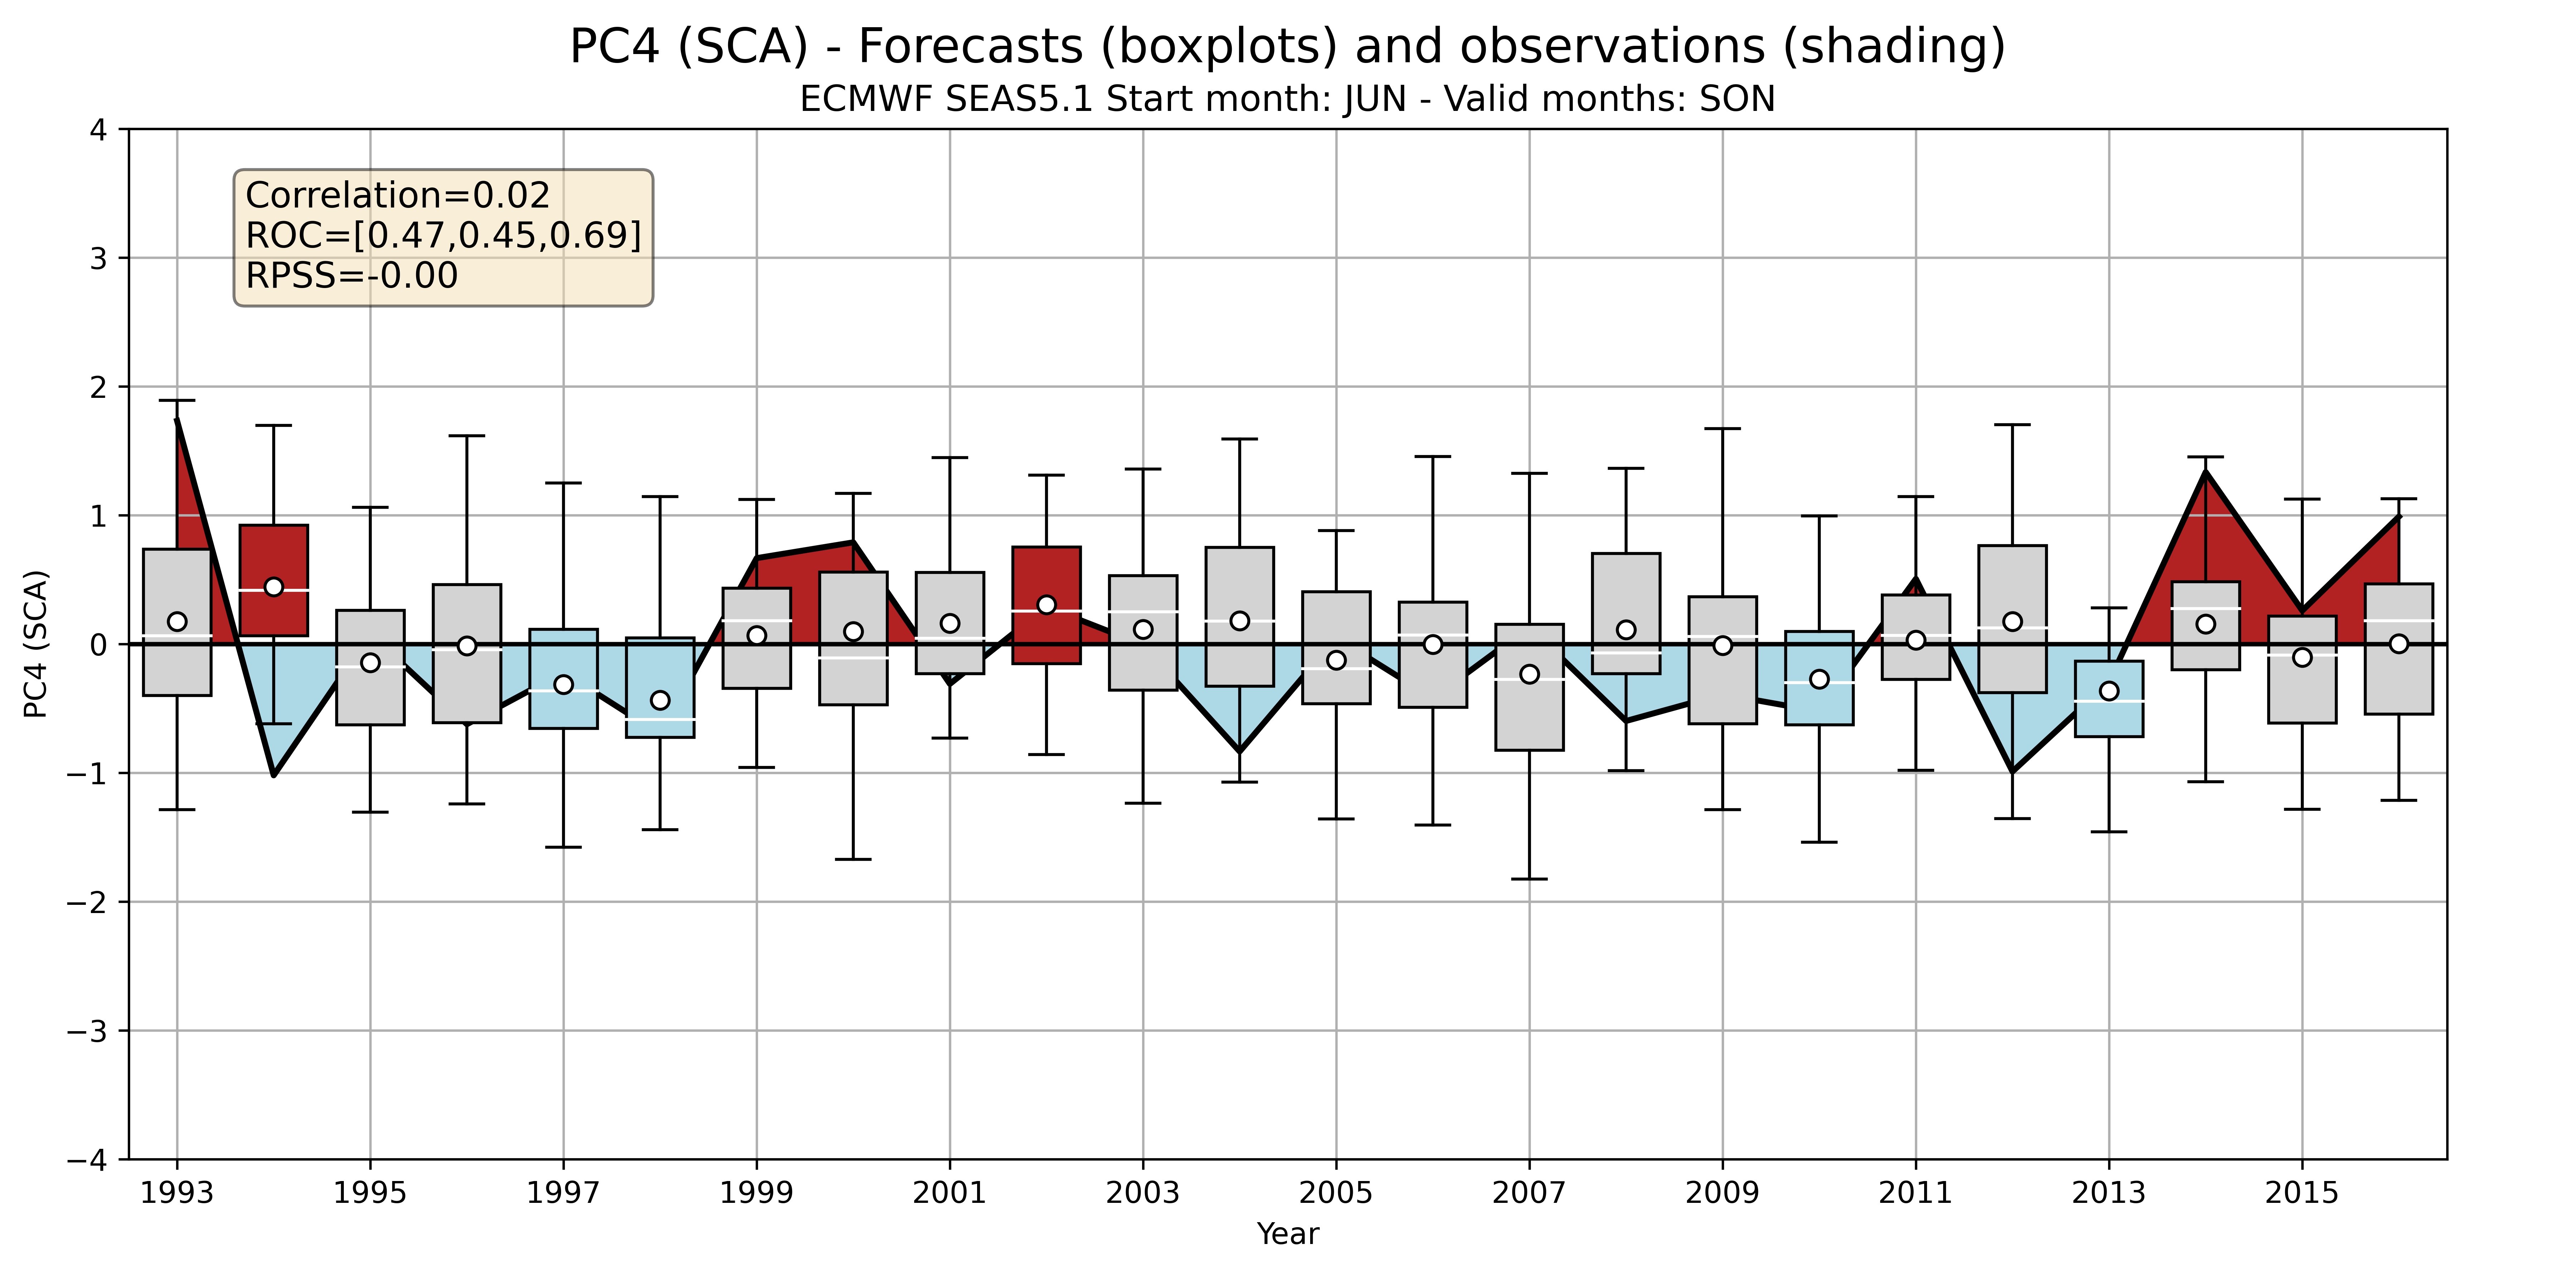 PC4 (SCA) - Forecasts (boxplots) and observations (shading)
ECMWF SEAS5.1 Start month: JUN - Valid months: SON
Correlation=0.02
ROC=[0.47,0.45,0.69]
RPSS=-0.00
PC4 (SCA)
4
3
2
1
0
−1
−2
−3
−4
1993 1995 1997 1999 2001 2003 2005 2007 2009 2011 2013 2015
Year